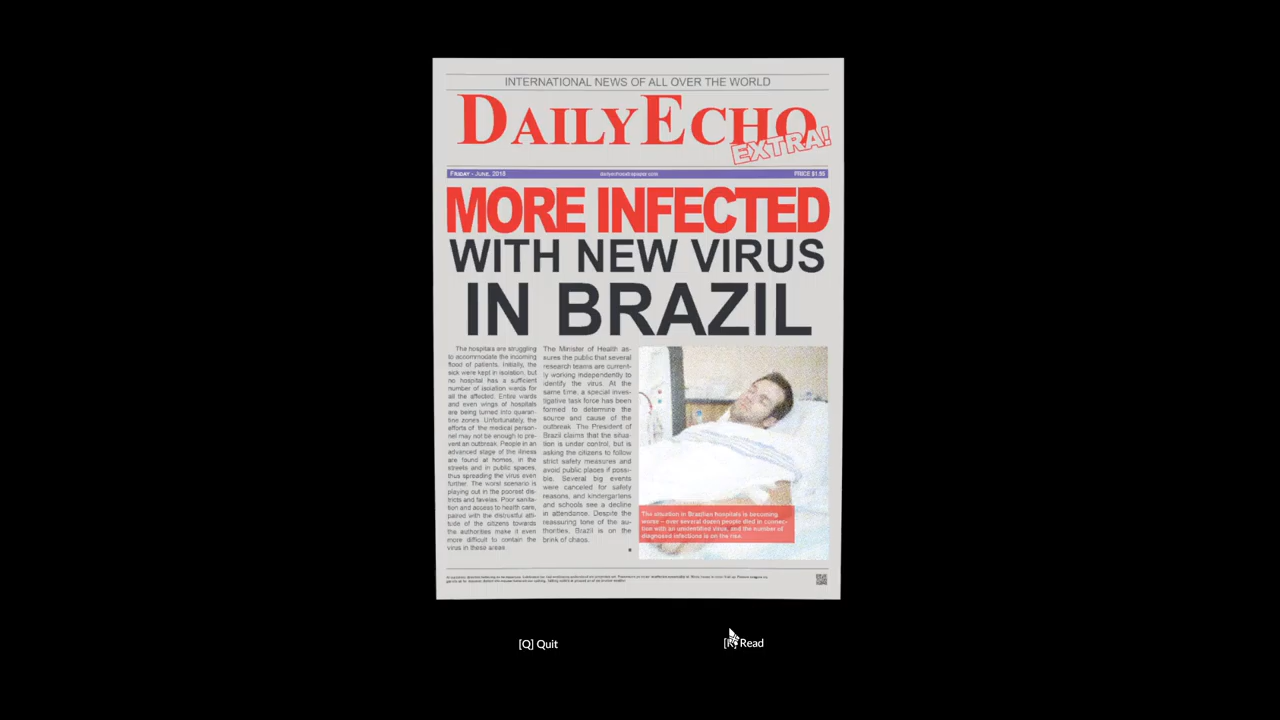 INTERNATIONAL NEWS OF ALL OVER THE WORLD
DAILYECHO
EXTRA!
FRIDAY - JUNE, 2018
PRICE $1.95
MORE INFECTED
WITH NEW VIRUS
IN BRAZIL
The hospitals are struggling
to accommodate the incoming
flood of patients. Initially, the
sick were kept in isolation, but
no hospital has a sufficient
number of isolation wards for
all the affected. Entire wards
and even wings of hospitals
are being turned into quaran-
tine zones. Unfortunately, the
efforts of the medical person-
nel may not be enough to pre-
vent an outbreak. People in an
advanced stage of the illness
are found at homes, in the
streets and in public spaces,
thus spreading the virus even
further. The worst scenario is
playing out in the poorest dis-
tricts and favelas. Poor sanita-
tion and access to health care,
paired with the distrustful atti-
tude of the citizens towards
the authorities make it even
more difficult to contain the
virus in these areas
The Minister of Health as-
sures the public that several
research teams are current-
ly working independently to
identify the virus. At the
same time, a special inves-
tigative task force has been
formed to determine the
source and cause of the
outbreak. The President of
Brazil claims that the situa-
tion is under control, but is
asking the citizens to follow
strict safety measures and
avoid public places if possi-
ble. Several big events
were canceled for safety
reasons, and kindergartens
and schools see a decline
in attendance. Despite the
reassuring tone of the au-
thorities, Brazil is on the
brink of chaos.
The situation in Brazilian hospitals is becoming
worse – over several dozen people died in connec-
tion with an unidentified virus, and the number of
diagnosed infections is on the rise.
[Q] Quit
[R] Read